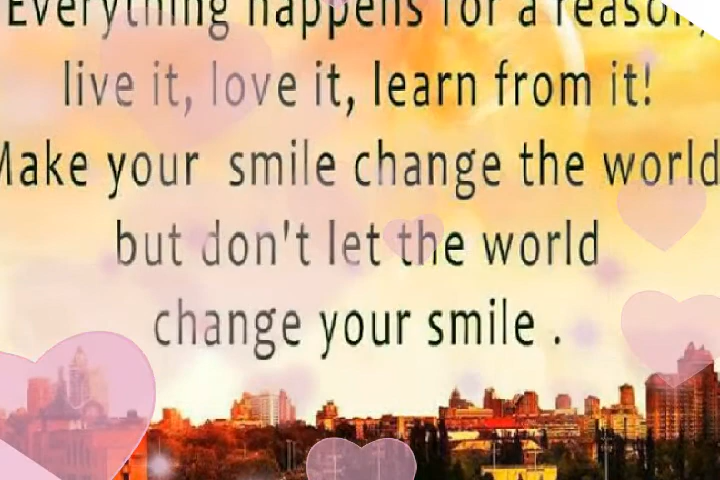 Everything happens for a reason,
live it, love it, learn from it!
Make your smile change the world
but don't let the world
change your smile .